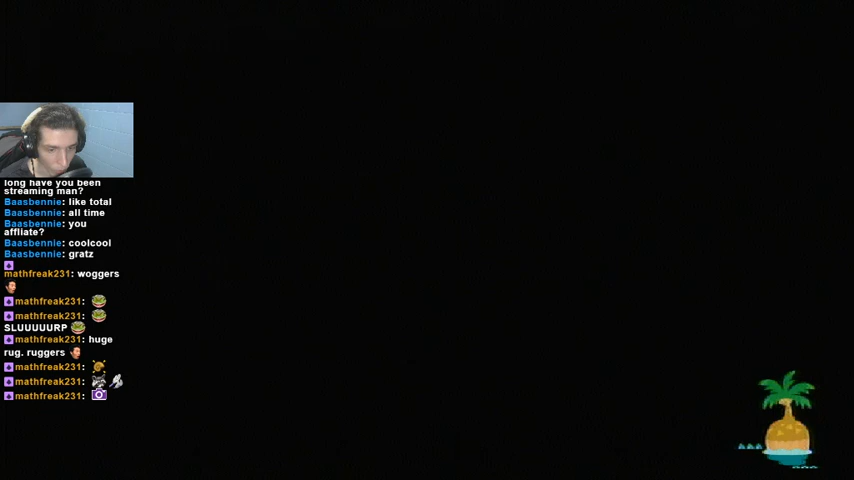 long have you been
streaming man?
Baasbennie: like total
Baasbennie: all time
Baasbennie: you
affliate?
Baasbennie: coolcool
Baasbennie: gratz
mathfreak231: woggers
mathfreak231:
mathfreak231:
SLUUUUURP
mathfreak231: huge
rug. ruggers
mathfreak231:
mathfreak231:
mathfreak231: